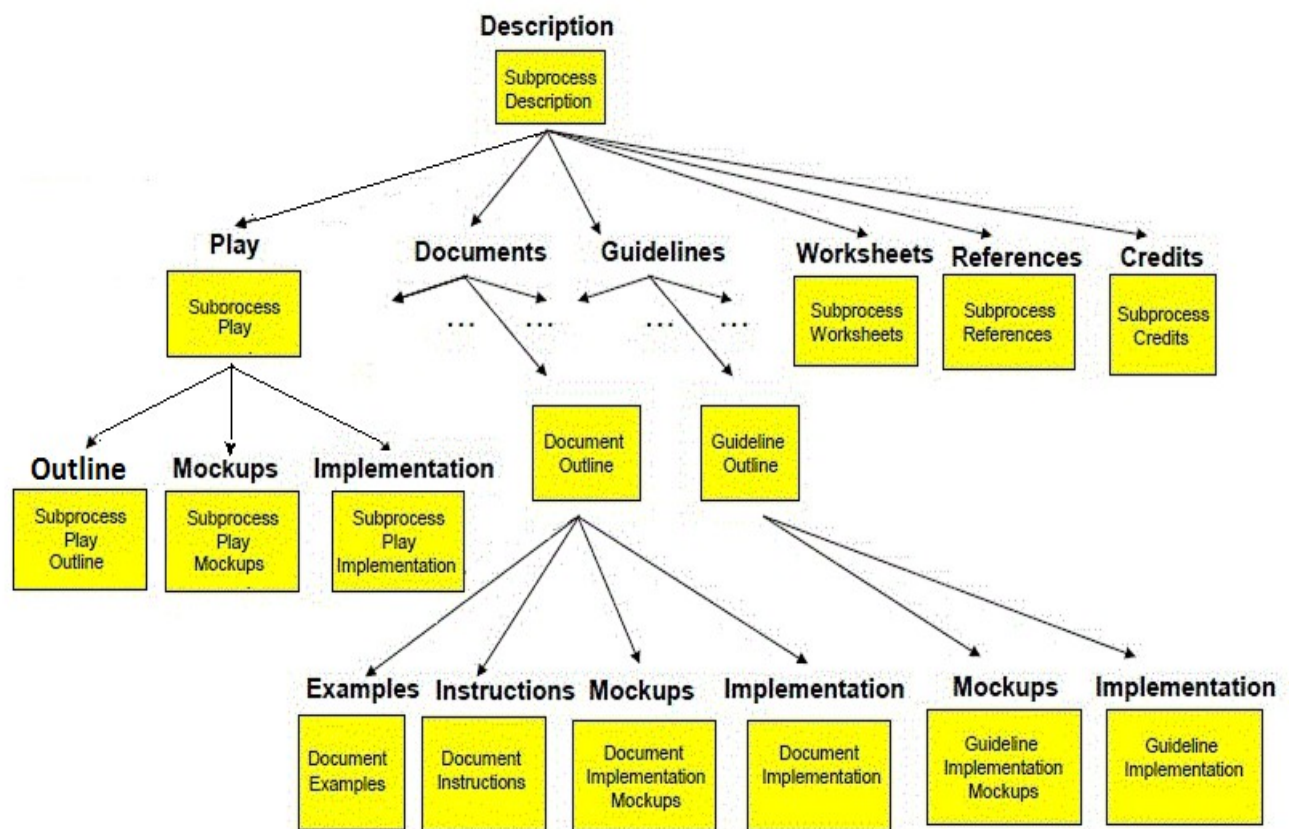 Description
Subprocess
Description
Play
Documents
Guidelines
Worksheets
References
Credits
Subprocess
Play
... ...
... ...
Subprocess
Worksheets
Subprocess
References
Subprocess
Credits
Document
Outline
Guideline
Outline
Outline
Mockups
Implementation
Subprocess
Play
Outline
Subprocess
Play
Mockups
Subprocess
Play
Implementation
Examples
Instructions
Mockups
Implementation
Mockups
Implementation
Document
Examples
Document
Instructions
Document
Implementation
Mockups
Document
Implementation
Guideline
Implementation
Mockups
Guideline
Implementation